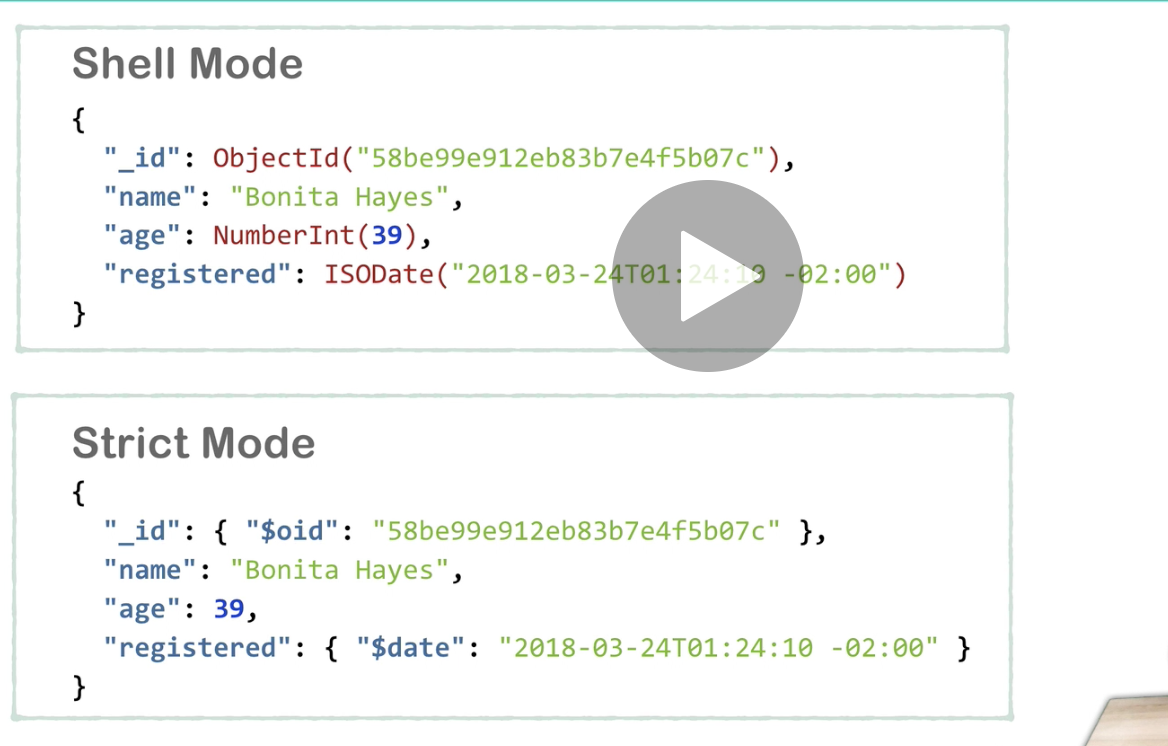 Shell Mode
{
"_id": ObjectId("58be99e912eb83b7e4f5b07c"),
"name": "Bonita Hayes",
"age": NumberInt(39),
"registered": ISODate("2018-03-24T01:24:10 -02:00")
}
Strict Mode
{
"_id": { "$oid": "58be99e912eb83b7e4f5b07c" },
"name": "Bonita Hayes",
"age": 39,
"registered": { "$date": "2018-03-24T01:24:10 -02:00" }
}